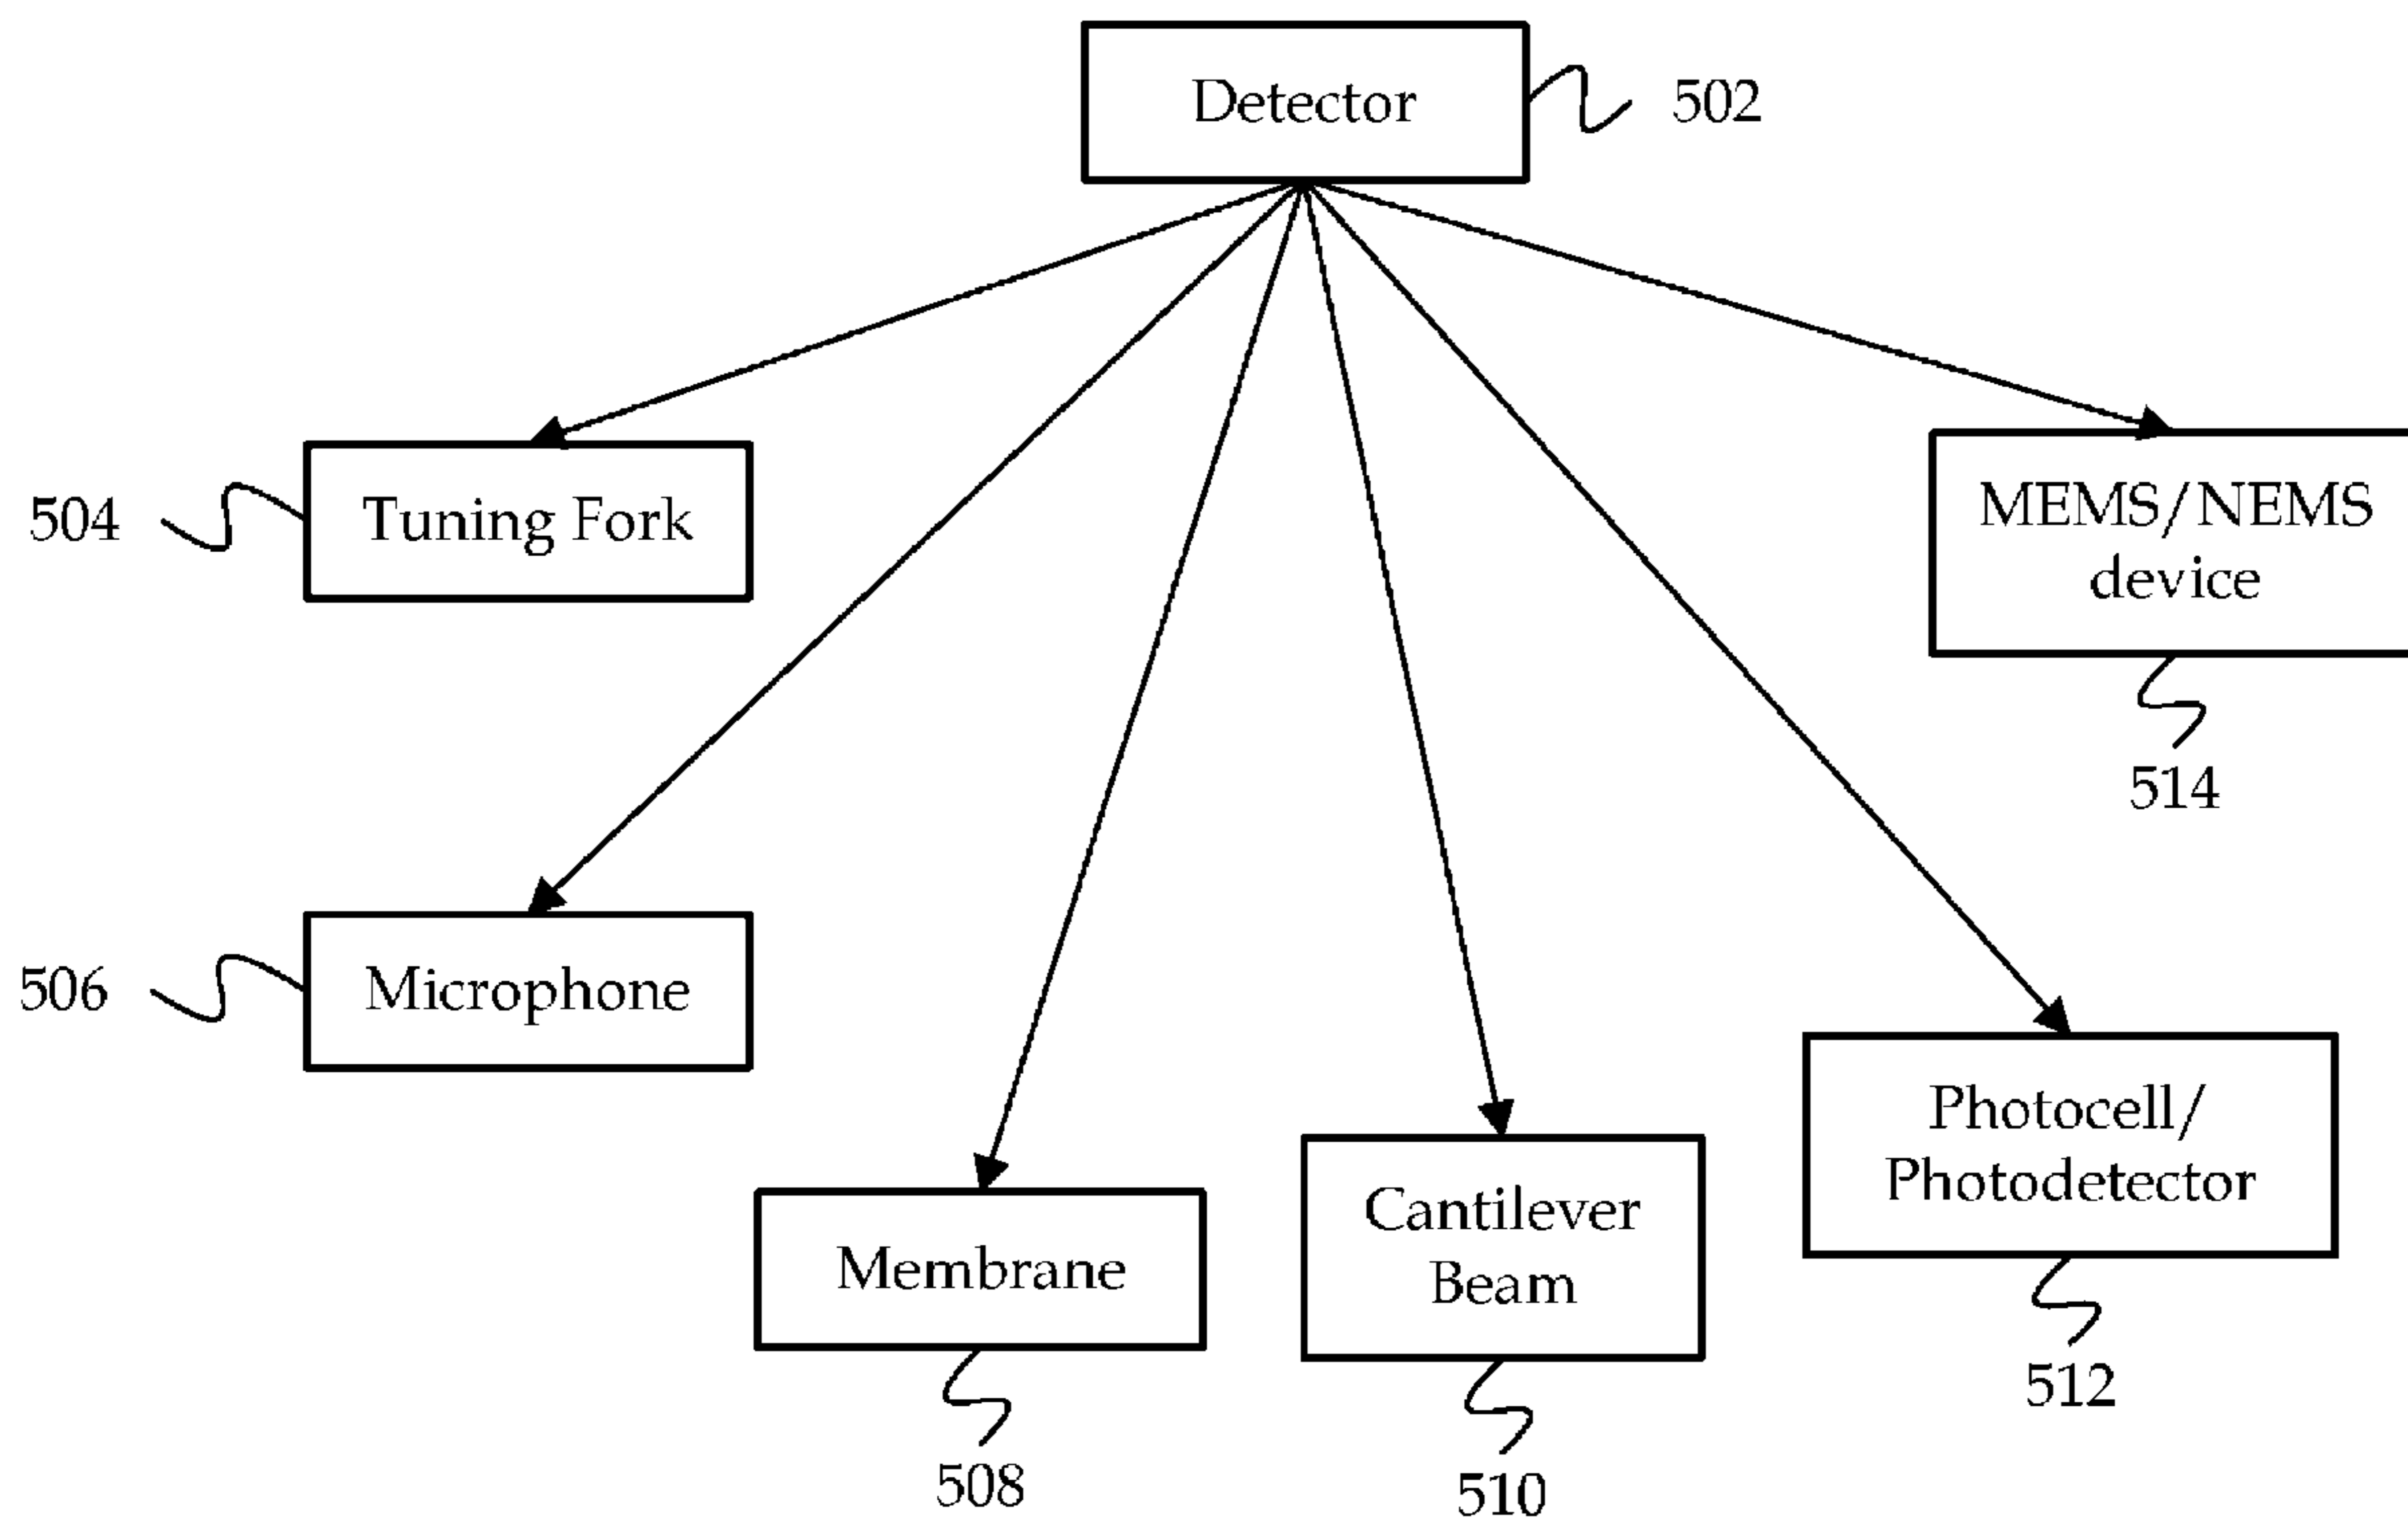 Detector
502
504
Tuning Fork
MEMS/NEMS
device
514
506
Microphone
Membrane
508
Cantilever
Beam
510
Photocell/
Photodetector
512